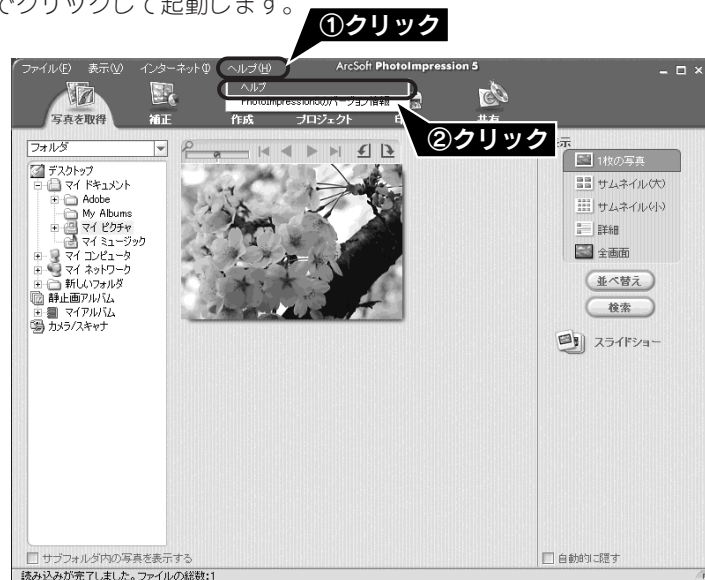 でクリックして起動します。
①クリック
ファイル(F) 表示(V) インターネット(I) ヘルプ(H) ArcSoft PhotoImpression 5
ヘルプ
PhotoImpressionのバージョン情報
写真を取得 補正 作成 プロジェクト 共有
②クリック
フォルダ
表示
デスクトップ
マイ ドキュメント
Adobe
My Albums
マイ ピクチャ
マイ ミュージック
マイ コンピュータ
マイ ネットワーク
新しいフォルダ
静止画アルバム
マイアルバム
カメラ/スキャナ
1枚の写真
サムネイル(大)
サムネイル(小)
詳細
全画面
並べ替え
検索
スライドショー
サブフォルダ内の写真を表示する
自動的に隠す
読み込みが完了しました。ファイルの総数:1